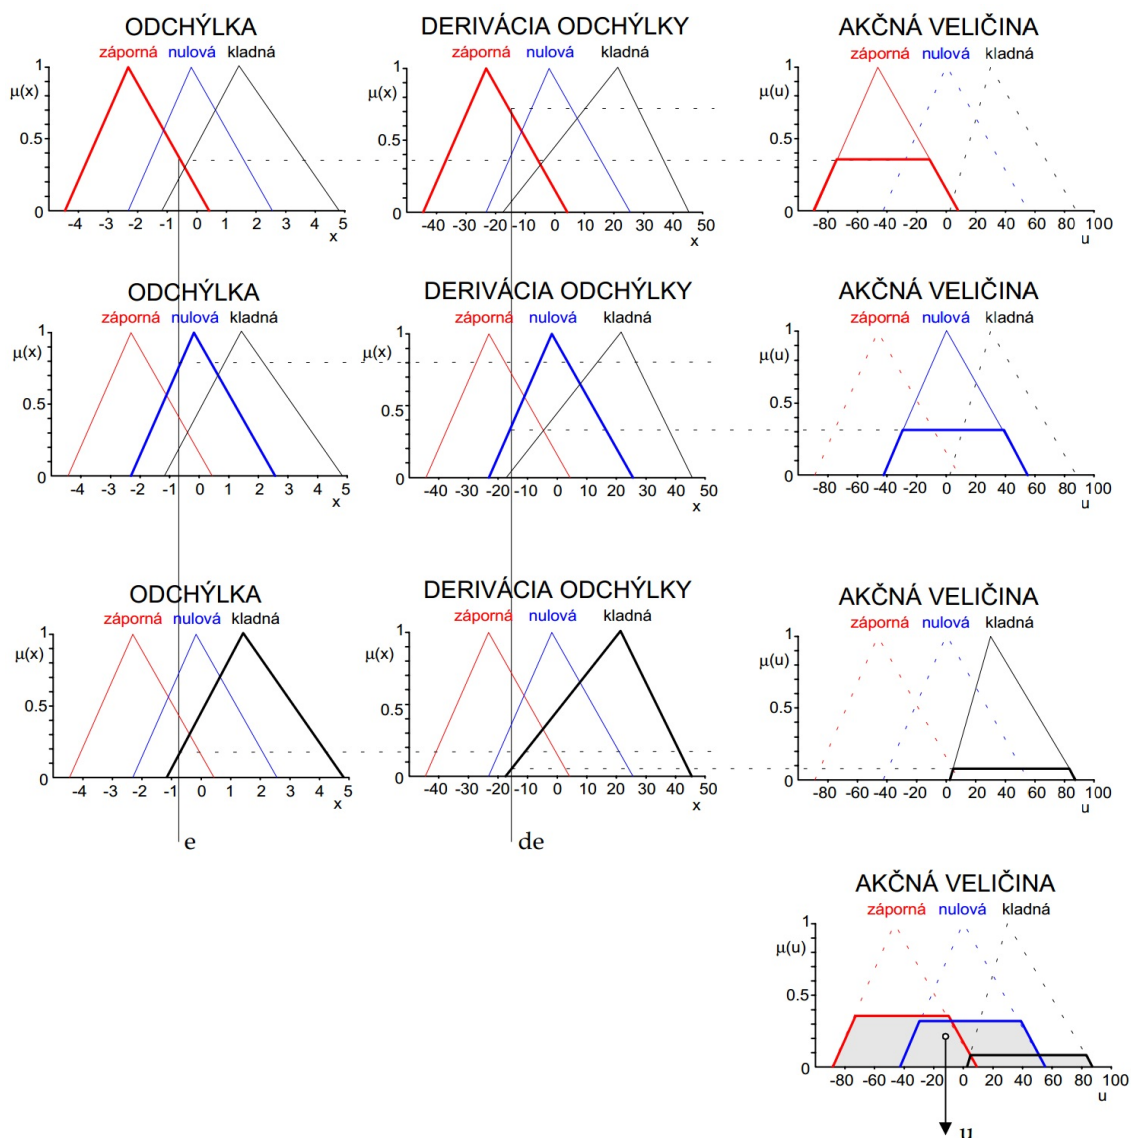 ODCHÝLKA DERIVÁCIA ODCHÝLKY AKČNÁ VELIČINA
záporná nulová kladná záporná nulová kladná záporná nulová kladná
1 1 1
μ(x) μ(x) μ(u)
0.5 0.5 0.5
0 0 0
-4 -3 -2 -1 0 1 2 3 4 5 -40 -30 -20 -10 0 10 20 30 40 50 -80 -60 -40 -20 0 20 40 60 80 100
x x u
ODCHÝLKA DERIVÁCIA ODCHÝLKY AKČNÁ VELIČINA
záporná nulová kladná záporná nulová kladná záporná nulová kladná
1 1 1
μ(x) μ(x) μ(u)
0.5 0.5 0.5
0 0 0
-4 -3 -2 -1 0 1 2 3 4 5 -40 -30 -20 -10 0 10 20 30 40 50 -80 -60 -40 -20 0 20 40 60 80 100
x x u
ODCHÝLKA DERIVÁCIA ODCHÝLKY AKČNÁ VELIČINA
záporná nulová kladná záporná nulová kladná záporná nulová kladná
1 1 1
μ(x) μ(x) μ(u)
0.5 0.5 0.5
0 0 0
-4 -3 -2 -1 0 1 2 3 4 5 -40 -30 -20 -10 0 10 20 30 40 50 -80 -60 -40 -20 0 20 40 60 80 100
x x u
e de
AKČNÁ VELIČINA
záporná nulová kladná
1
μ(u)
0.5
0
-80 -60 -40 -20 0 20 40 60 80 100
u
u